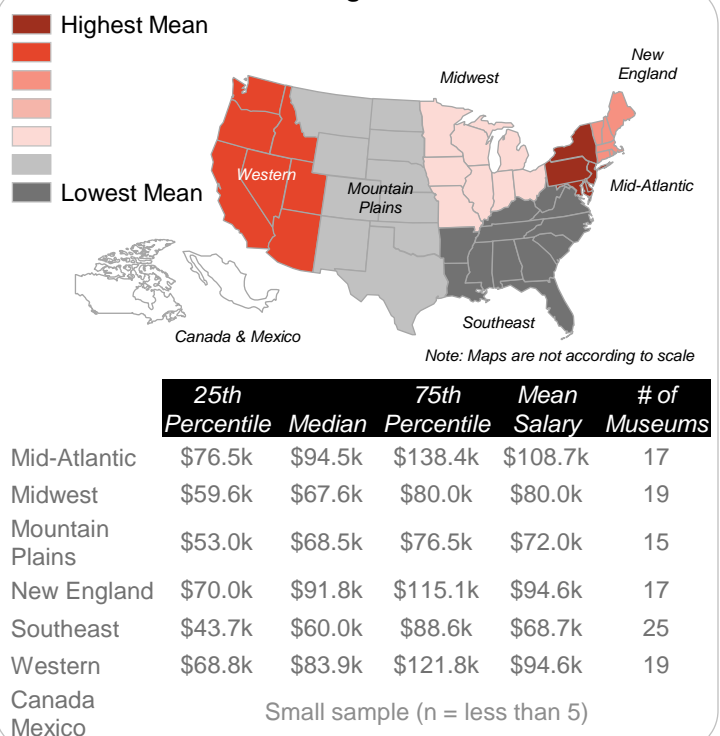 Highest Mean
Lowest Mean
New
England
Midwest
Western
Mountain
Plains
Mid-Atlantic
Southeast
Canada & Mexico
Note: Maps are not according to scale
25th Percentile Median 75th Percentile Mean Salary # of Museums
Mid-Atlantic $76.5k $94.5k $138.4k $108.7k 17
Midwest $59.6k $67.6k $80.0k $80.0k 19
Mountain Plains $53.0k $68.5k $76.5k $72.0k 15
New England $70.0k $91.8k $115.1k $94.6k 17
Southeast $43.7k $60.0k $88.6k $68.7k 25
Western $68.8k $83.9k $121.8k $94.6k 19
Canada
Mexico
Small sample (n = less than 5)